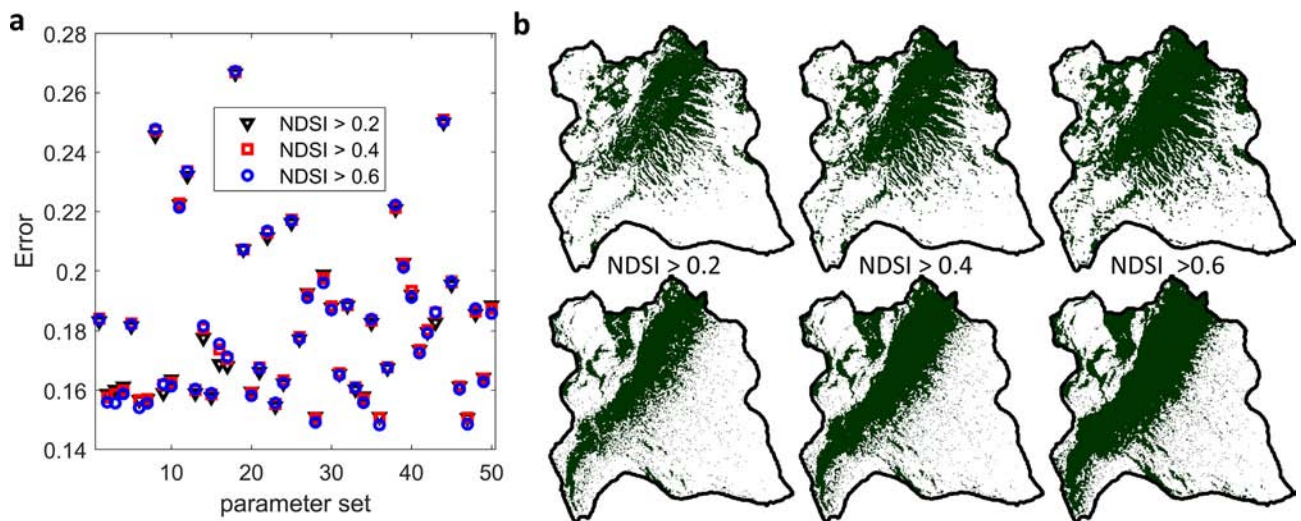 a
b
0.28
0.26
0.24
0.22
0.2
0.18
0.16
0.14
Error
NDSI > 0.2
NDSI > 0.4
NDSI > 0.6
10
20
30
40
50
parameter set
NDSI > 0.2
NDSI > 0.4
NDSI >0.6